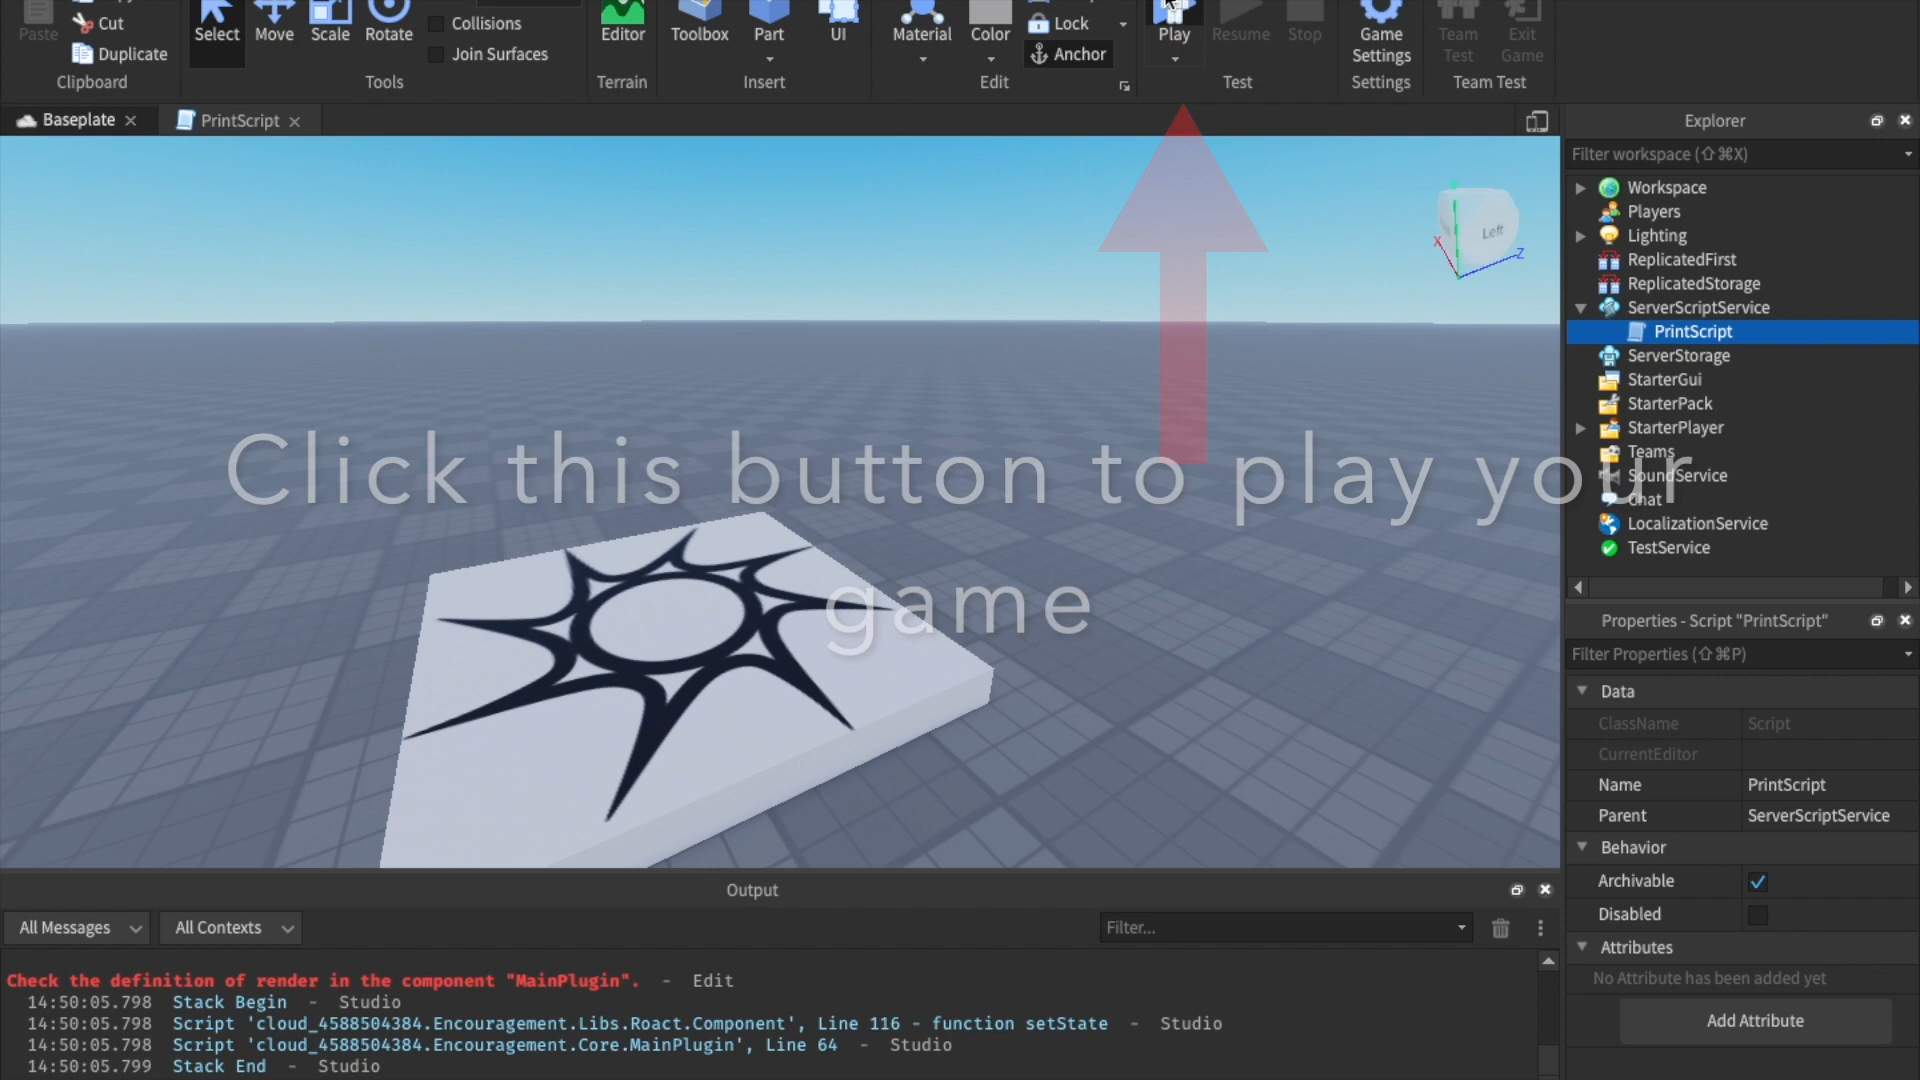 Paste
Cut
Duplicate
Clipboard
Select
Move
Scale
Rotate
Collisions
Join Surfaces
Tools
Editor
Terrain
Toolbox
Part
UI
Insert
Material
Color
Lock
Anchor
Edit
Play
Resume
Stop
Test
Game
Settings
Settings
Team
Test
Exit
Game
Team Test
Baseplate
PrintScript
Left
X
Z
Click this button to play your
game
Explorer
Filter workspace (⇧⌘X)
Workspace
Players
Lighting
ReplicatedFirst
ReplicatedStorage
ServerScriptService
PrintScript
ServerStorage
StarterGui
StarterPack
StarterPlayer
Teams
SoundService
Chat
LocalizationService
TestService
Properties - Script "PrintScript"
Filter Properties (⇧⌘P)
Data
ClassName Script
CurrentEditor
Name PrintScript
Parent ServerScriptService
Behavior
Archivable
Disabled
Attributes
No Attribute has been added yet
Add Attribute
Output
All Messages
All Contexts
Filter...
Check the definition of render in the component "MainPlugin". - Edit
14:50:05.798 Stack Begin - Studio
14:50:05.798 Script 'cloud_4588504384.Encouragement.Libs.Roact.Component', Line 116 - function setState - Studio
14:50:05.798 Script 'cloud_4588504384.Encouragement.Core.MainPlugin', Line 64 - Studio
14:50:05.799 Stack End - Studio